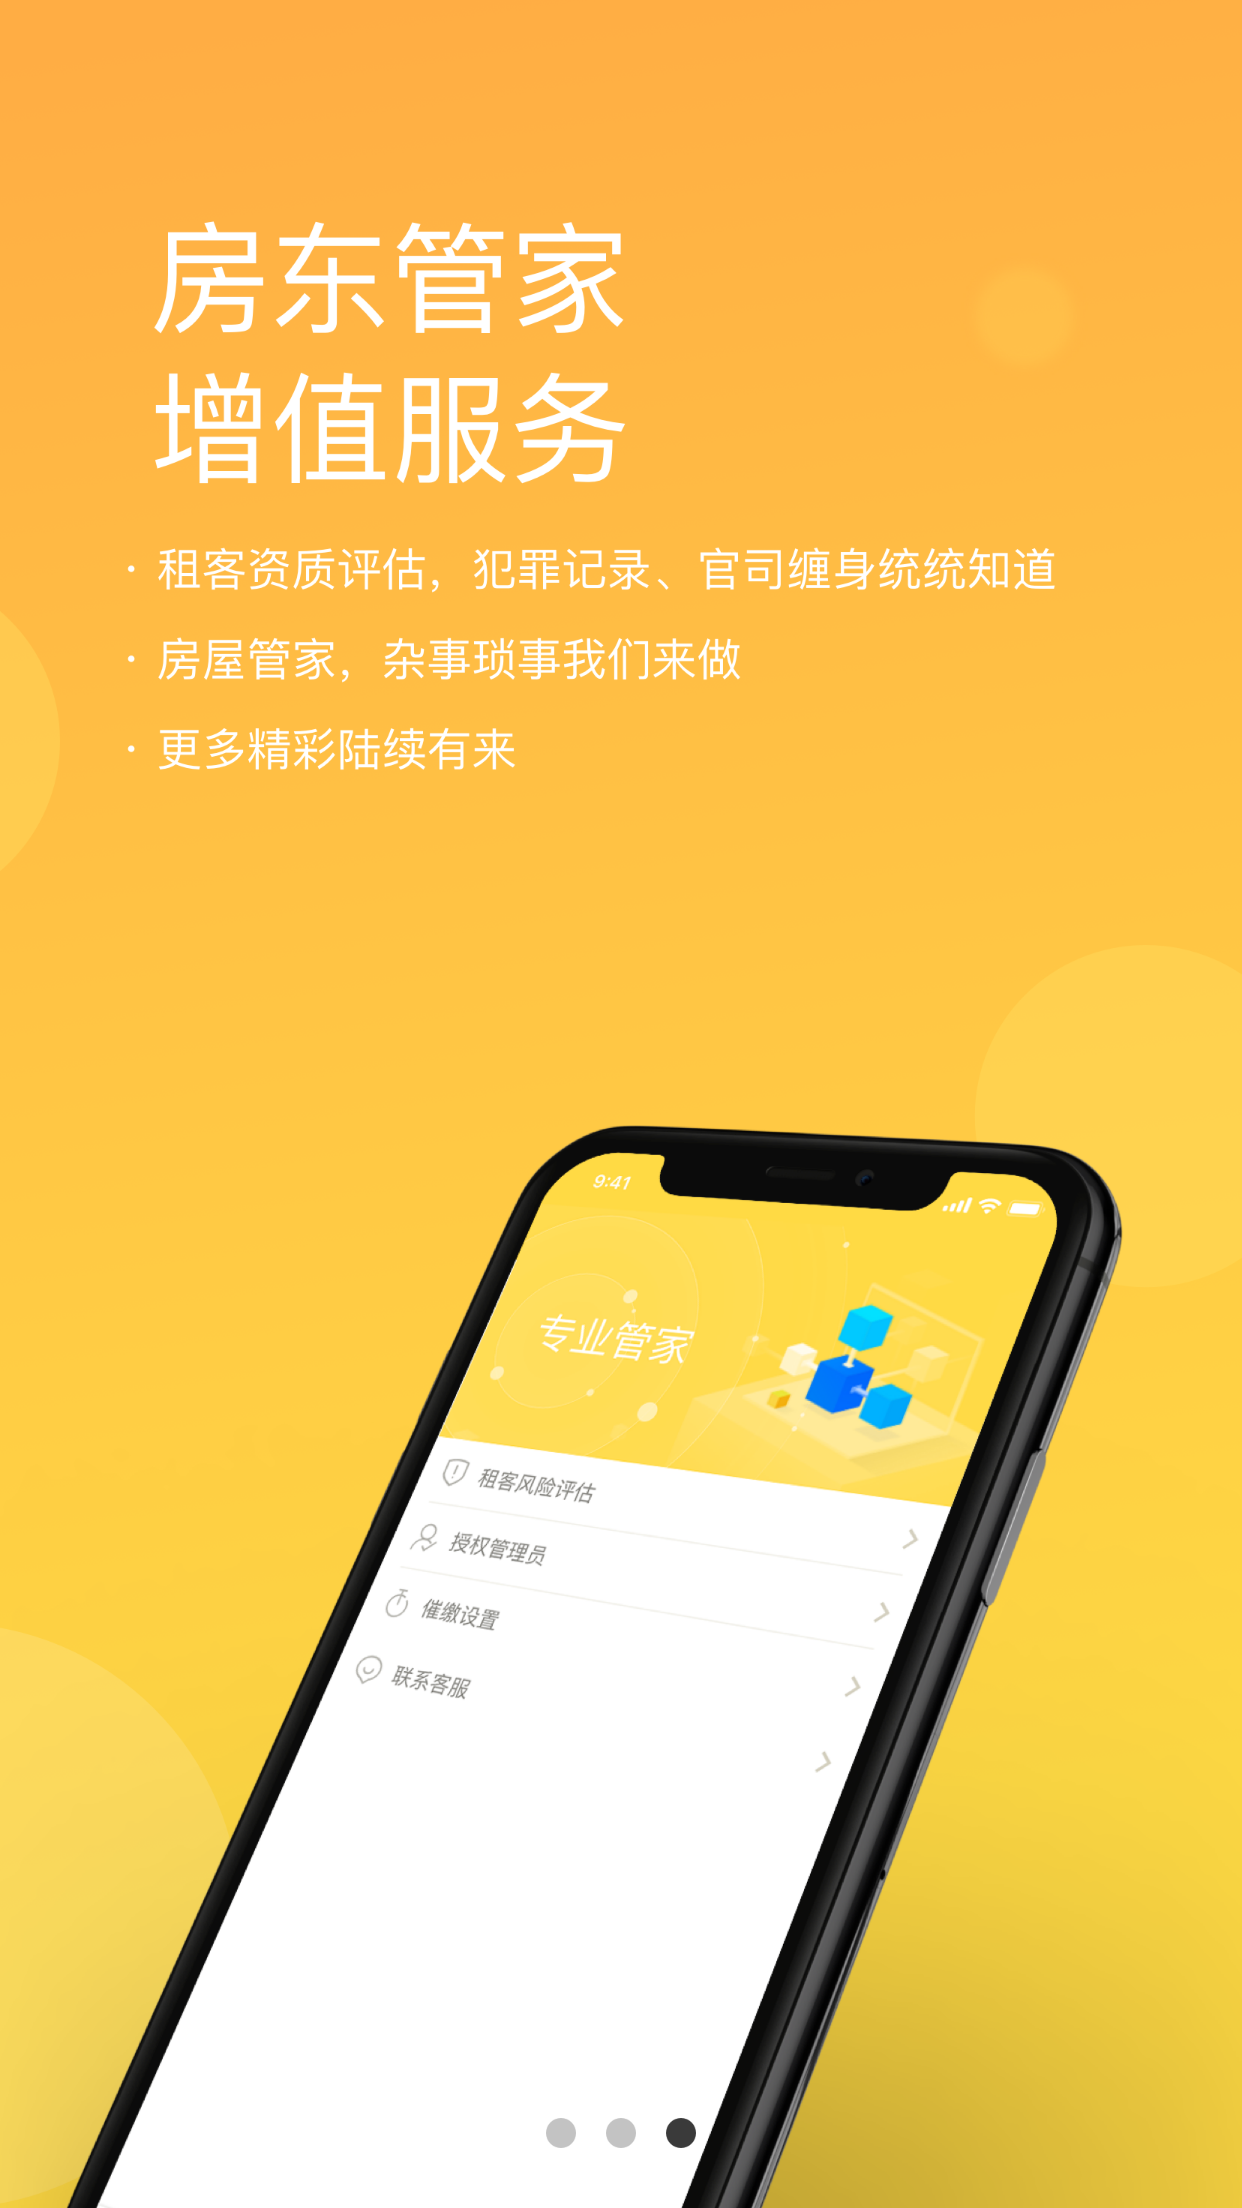 房东管家
增值服务
· 租客资质评估，犯罪记录、官司缠身统统知道
· 房屋管家，杂事琐事我们来做
· 更多精彩陆续有来
9:41
专业管家
租客风险评估
授权管理员
催缴设置
联系客服